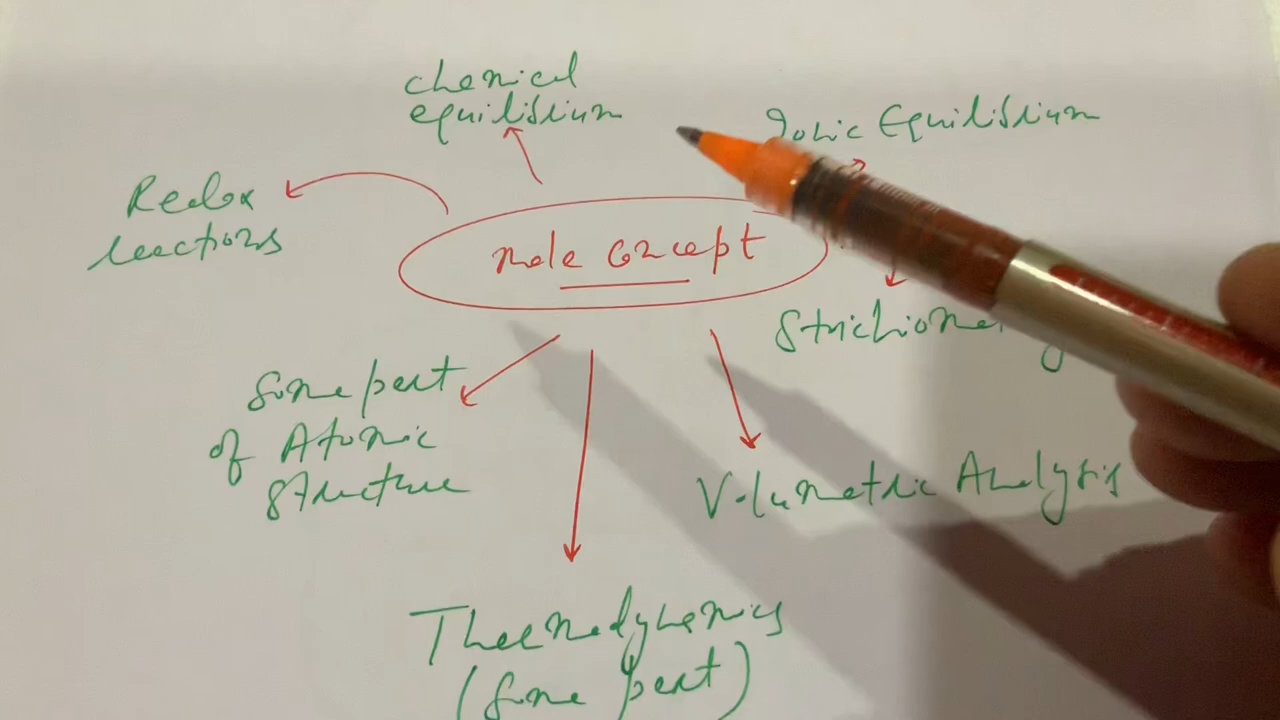 chemical
equilibrium
Ionic Equilibrium
Redox
reactions
mole concept
Some part
of Atomic
structure
Volumetric Analysis
Thermodynamics
(Some part)